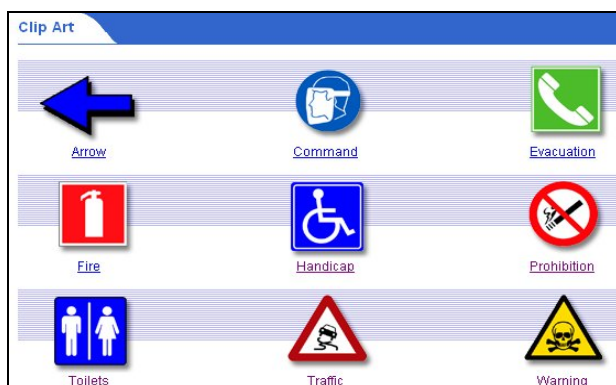 Clip Art
Arrow Command Evacuation
Fire Handicap Prohibition
Toilets Traffic Warning